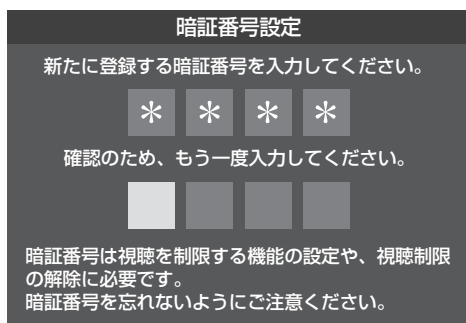 暗証番号設定
新たに登録する暗証番号を入力してください。
＊ ＊ ＊ ＊
確認のため、もう一度入力してください。
暗証番号は視聴を制限する機能の設定や、視聴制限
の解除に必要です。
暗証番号を忘れないようにご注意ください。